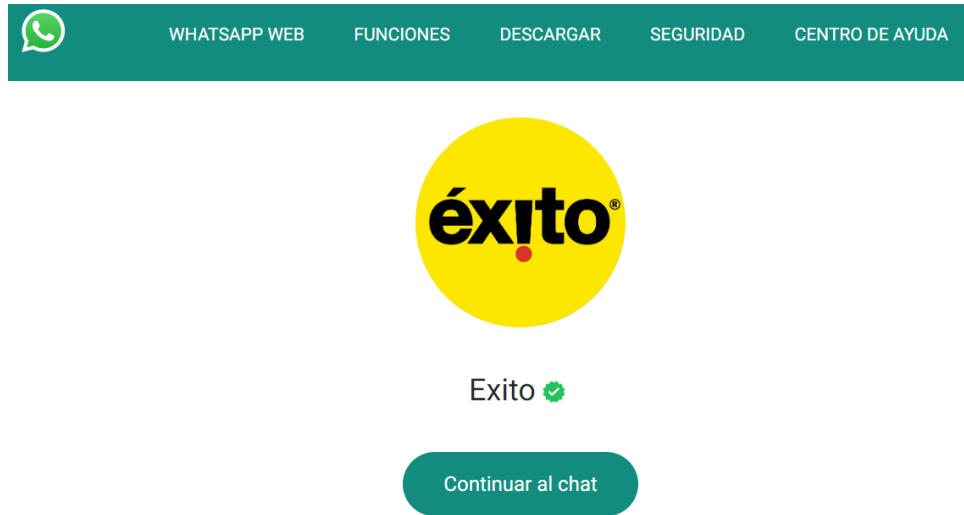 WHATSAPP WEB FUNCIONES DESCARGAR SEGURIDAD CENTRO DE AYUDA
éxito®
Exito
Continuar al chat